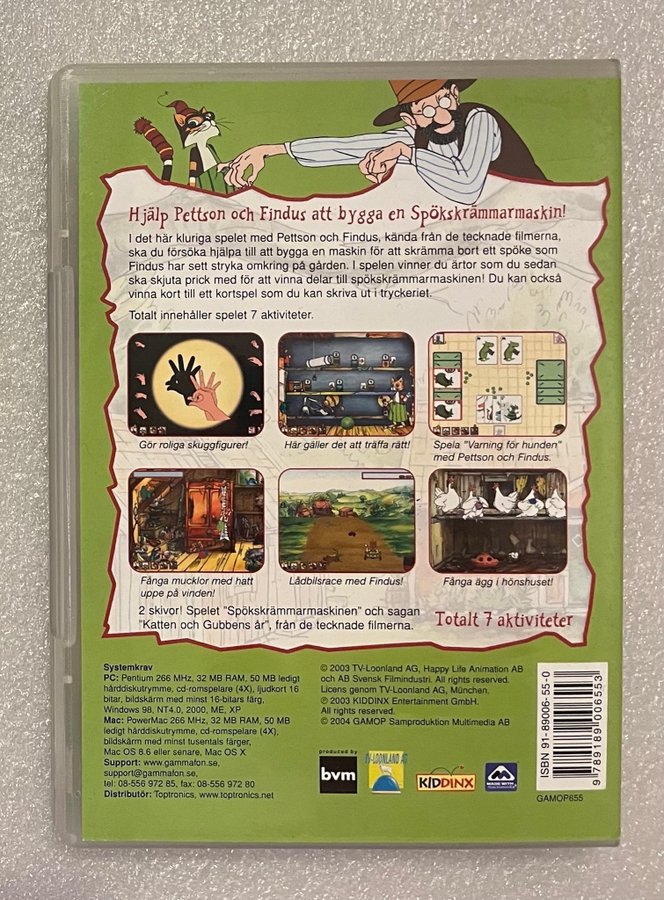 Hjälp Pettson och Findus att bygga en Spökskrämmarmaskin!
I det här kluriga spelet med Pettson och Findus, kända från de tecknade filmerna,
ska du försöka hjälpa till att bygga en maskin för att skrämma bort ett spöke som
Findus har sett stryka omkring på gården. I spelen vinner du ärtor som du sedan
ska skjuta prick med för att vinna delar till spökskrämmarmaskinen! Du kan också
vinna kort till ett kortspel som du kan skriva ut i tryckeriet.
Totalt innehåller spelet 7 aktiviteter.
Gör roliga skuggfigurer!
Här gäller det att träffa rätt!
Spela "Varning för hunden"
med Pettson och Findus.
Fånga mucklor med hatt
uppe på vinden!
Lådbilsrace med Findus!
Fånga ägg i hönshuset!
2 skivor! Spelet "Spökskrämmarmaskinen" och sagan
"Katten och Gubbens år", från de tecknade filmerna.
Totalt 7 aktiviteter
Systemkrav
PC: Pentium 266 MHz, 32 MB RAM, 50 MB ledigt
hårddiskutrymme, cd-romspelare (4X), ljudkort 16
bitar, bildskärm med minst 16-bitars färg,
Windows 98, NT4.0, 2000, ME, XP
Mac: PowerMac 266 MHz, 32 MB RAM, 50 MB
ledigt hårddiskutrymme, cd-romspelare (4X),
bildskärm med minst tusentals färger,
Mac OS 8.6 eller senare, Mac OS X
Support: www.gammafon.se,
support@gammafon.se,
tel: 08-556 972 85, fax: 08-556 972 80
Distributör: Toptronics, www.toptronics.net
© 2003 TV-Loonland AG, Happy Life Animation AB
och AB Svensk Filmindustri. All rights reserved.
Licens genom TV-Loonland AG, München.
℗ 2003 KIDDINX Entertainment GmbH.
All rights reserved.
© 2004 GAMOP Samproduktion Multimedia AB
produced by
bvm
TV-LOONLAND AG
KIDDINX
MADE WITH
MACROMEDIA
ISBN 91-89006-55-0
9789189006553
GAMOP655